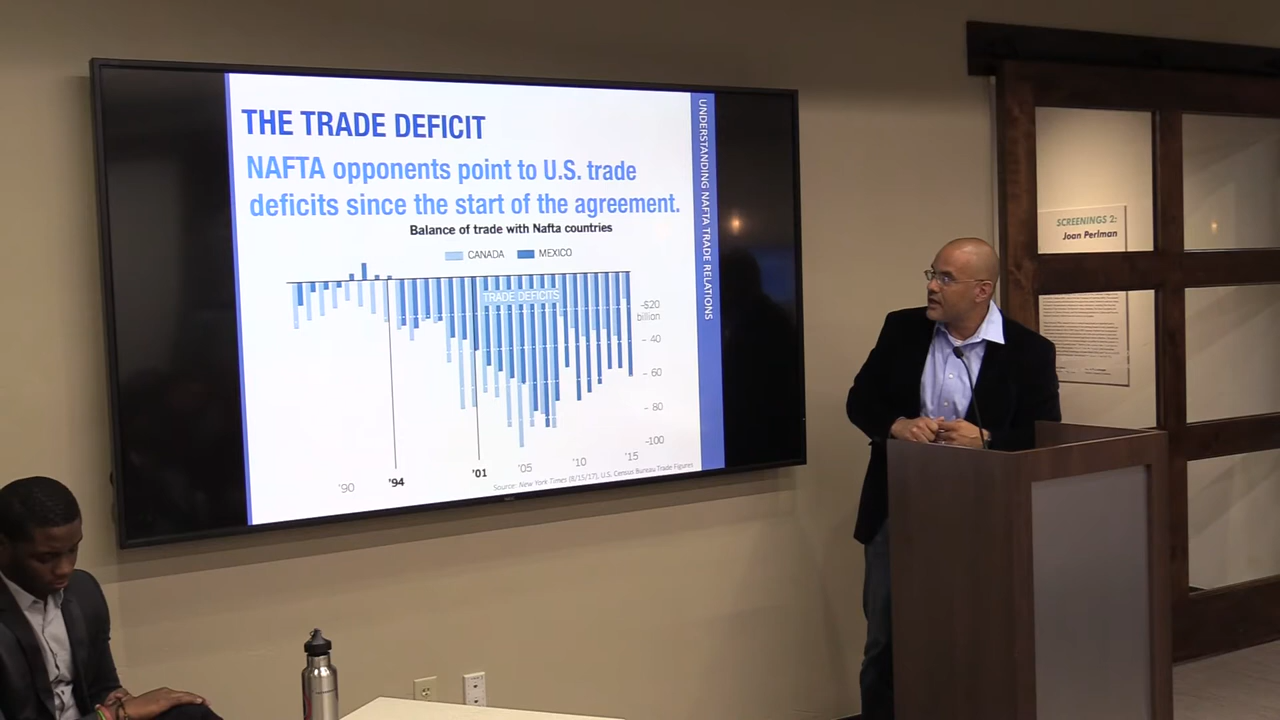 THE TRADE DEFICIT
NAFTA opponents point to U.S. trade
deficits since the start of the agreement.
Balance of trade with Nafta countries
CANADA MEXICO
TRADE DEFICITS
-$20
billion
- 40
- 60
- 80
-100
'90 '94 '01 '05 '10 '15
Source: New York Times (8/15/17), U.S. Census Bureau Trade Figures
UNDERSTANDING NAFTA TRADE RELATIONS
SCREENINGS 2:
Joan Perlman